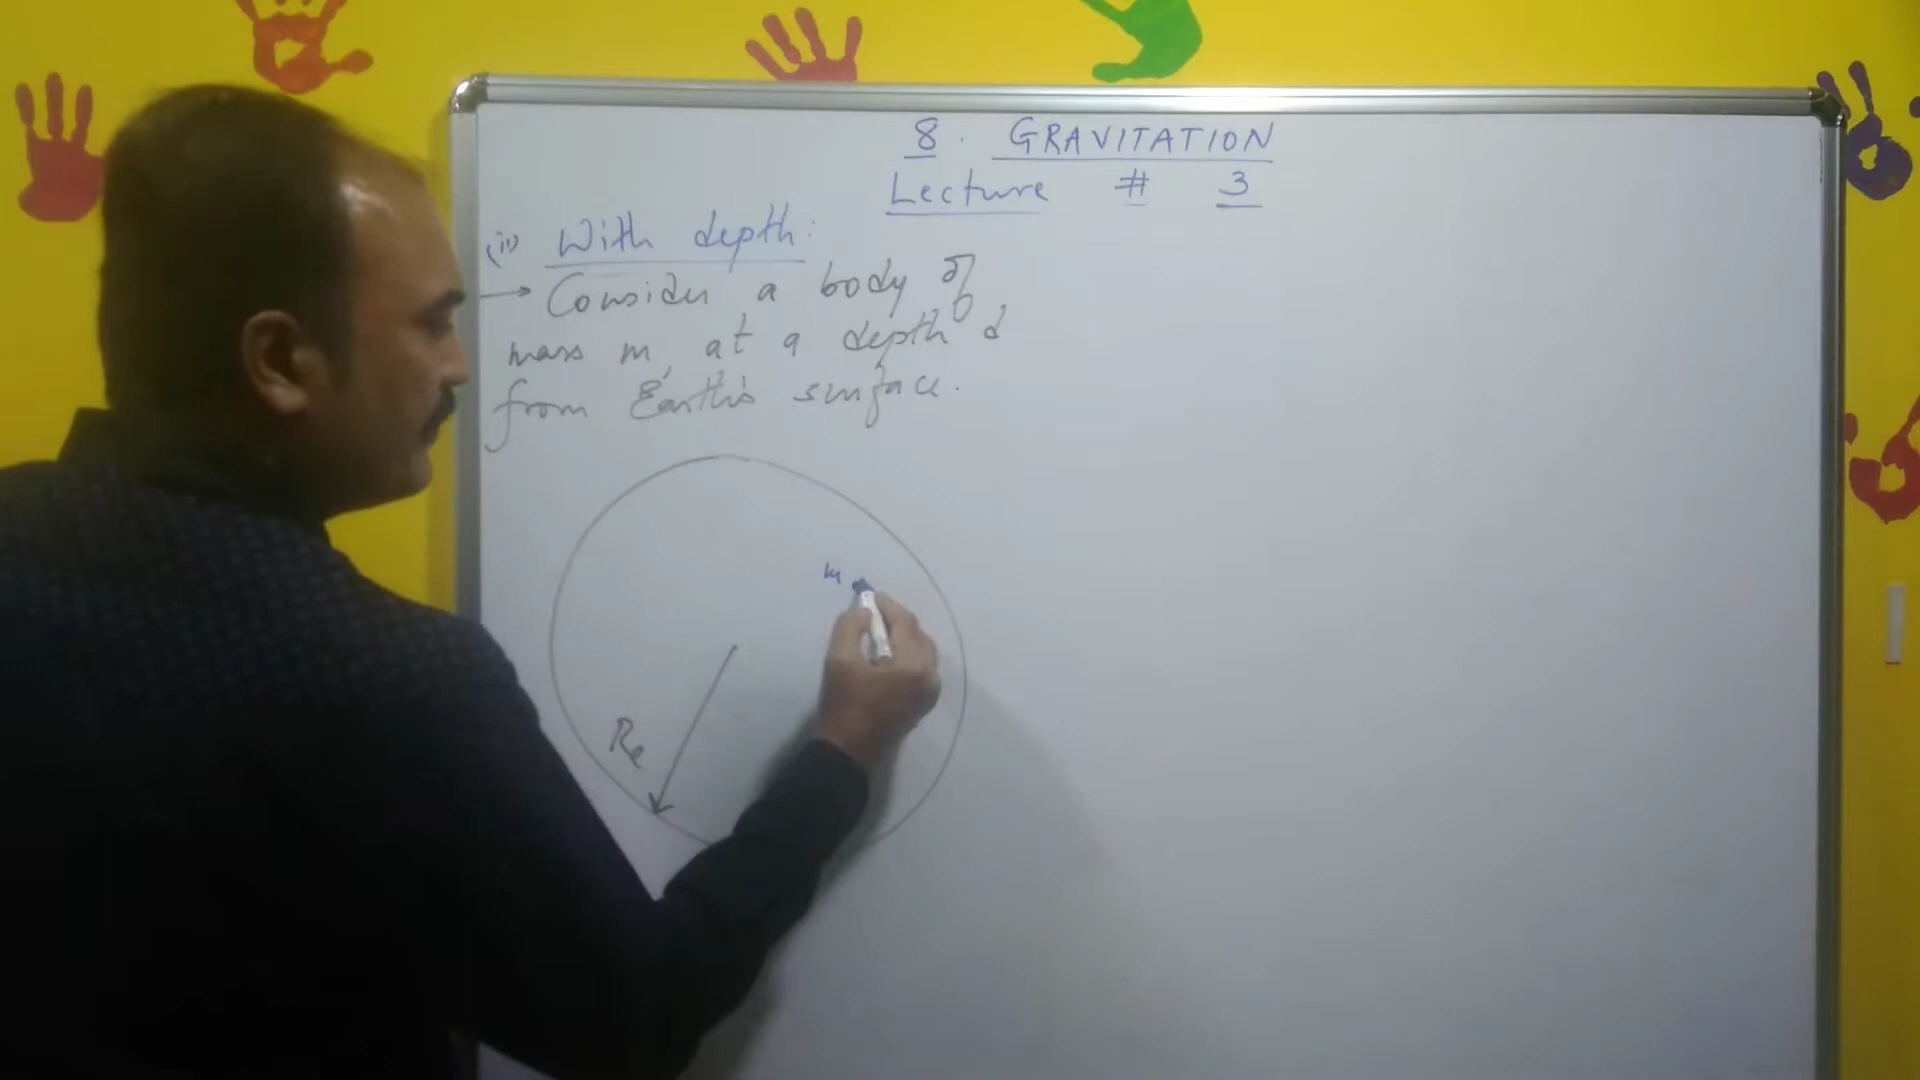 8. GRAVITATION
Lecture # 3
(ii) With depth:
→ Consider a body of
mass m, at a depth d
from Earth's surface.
m
Re